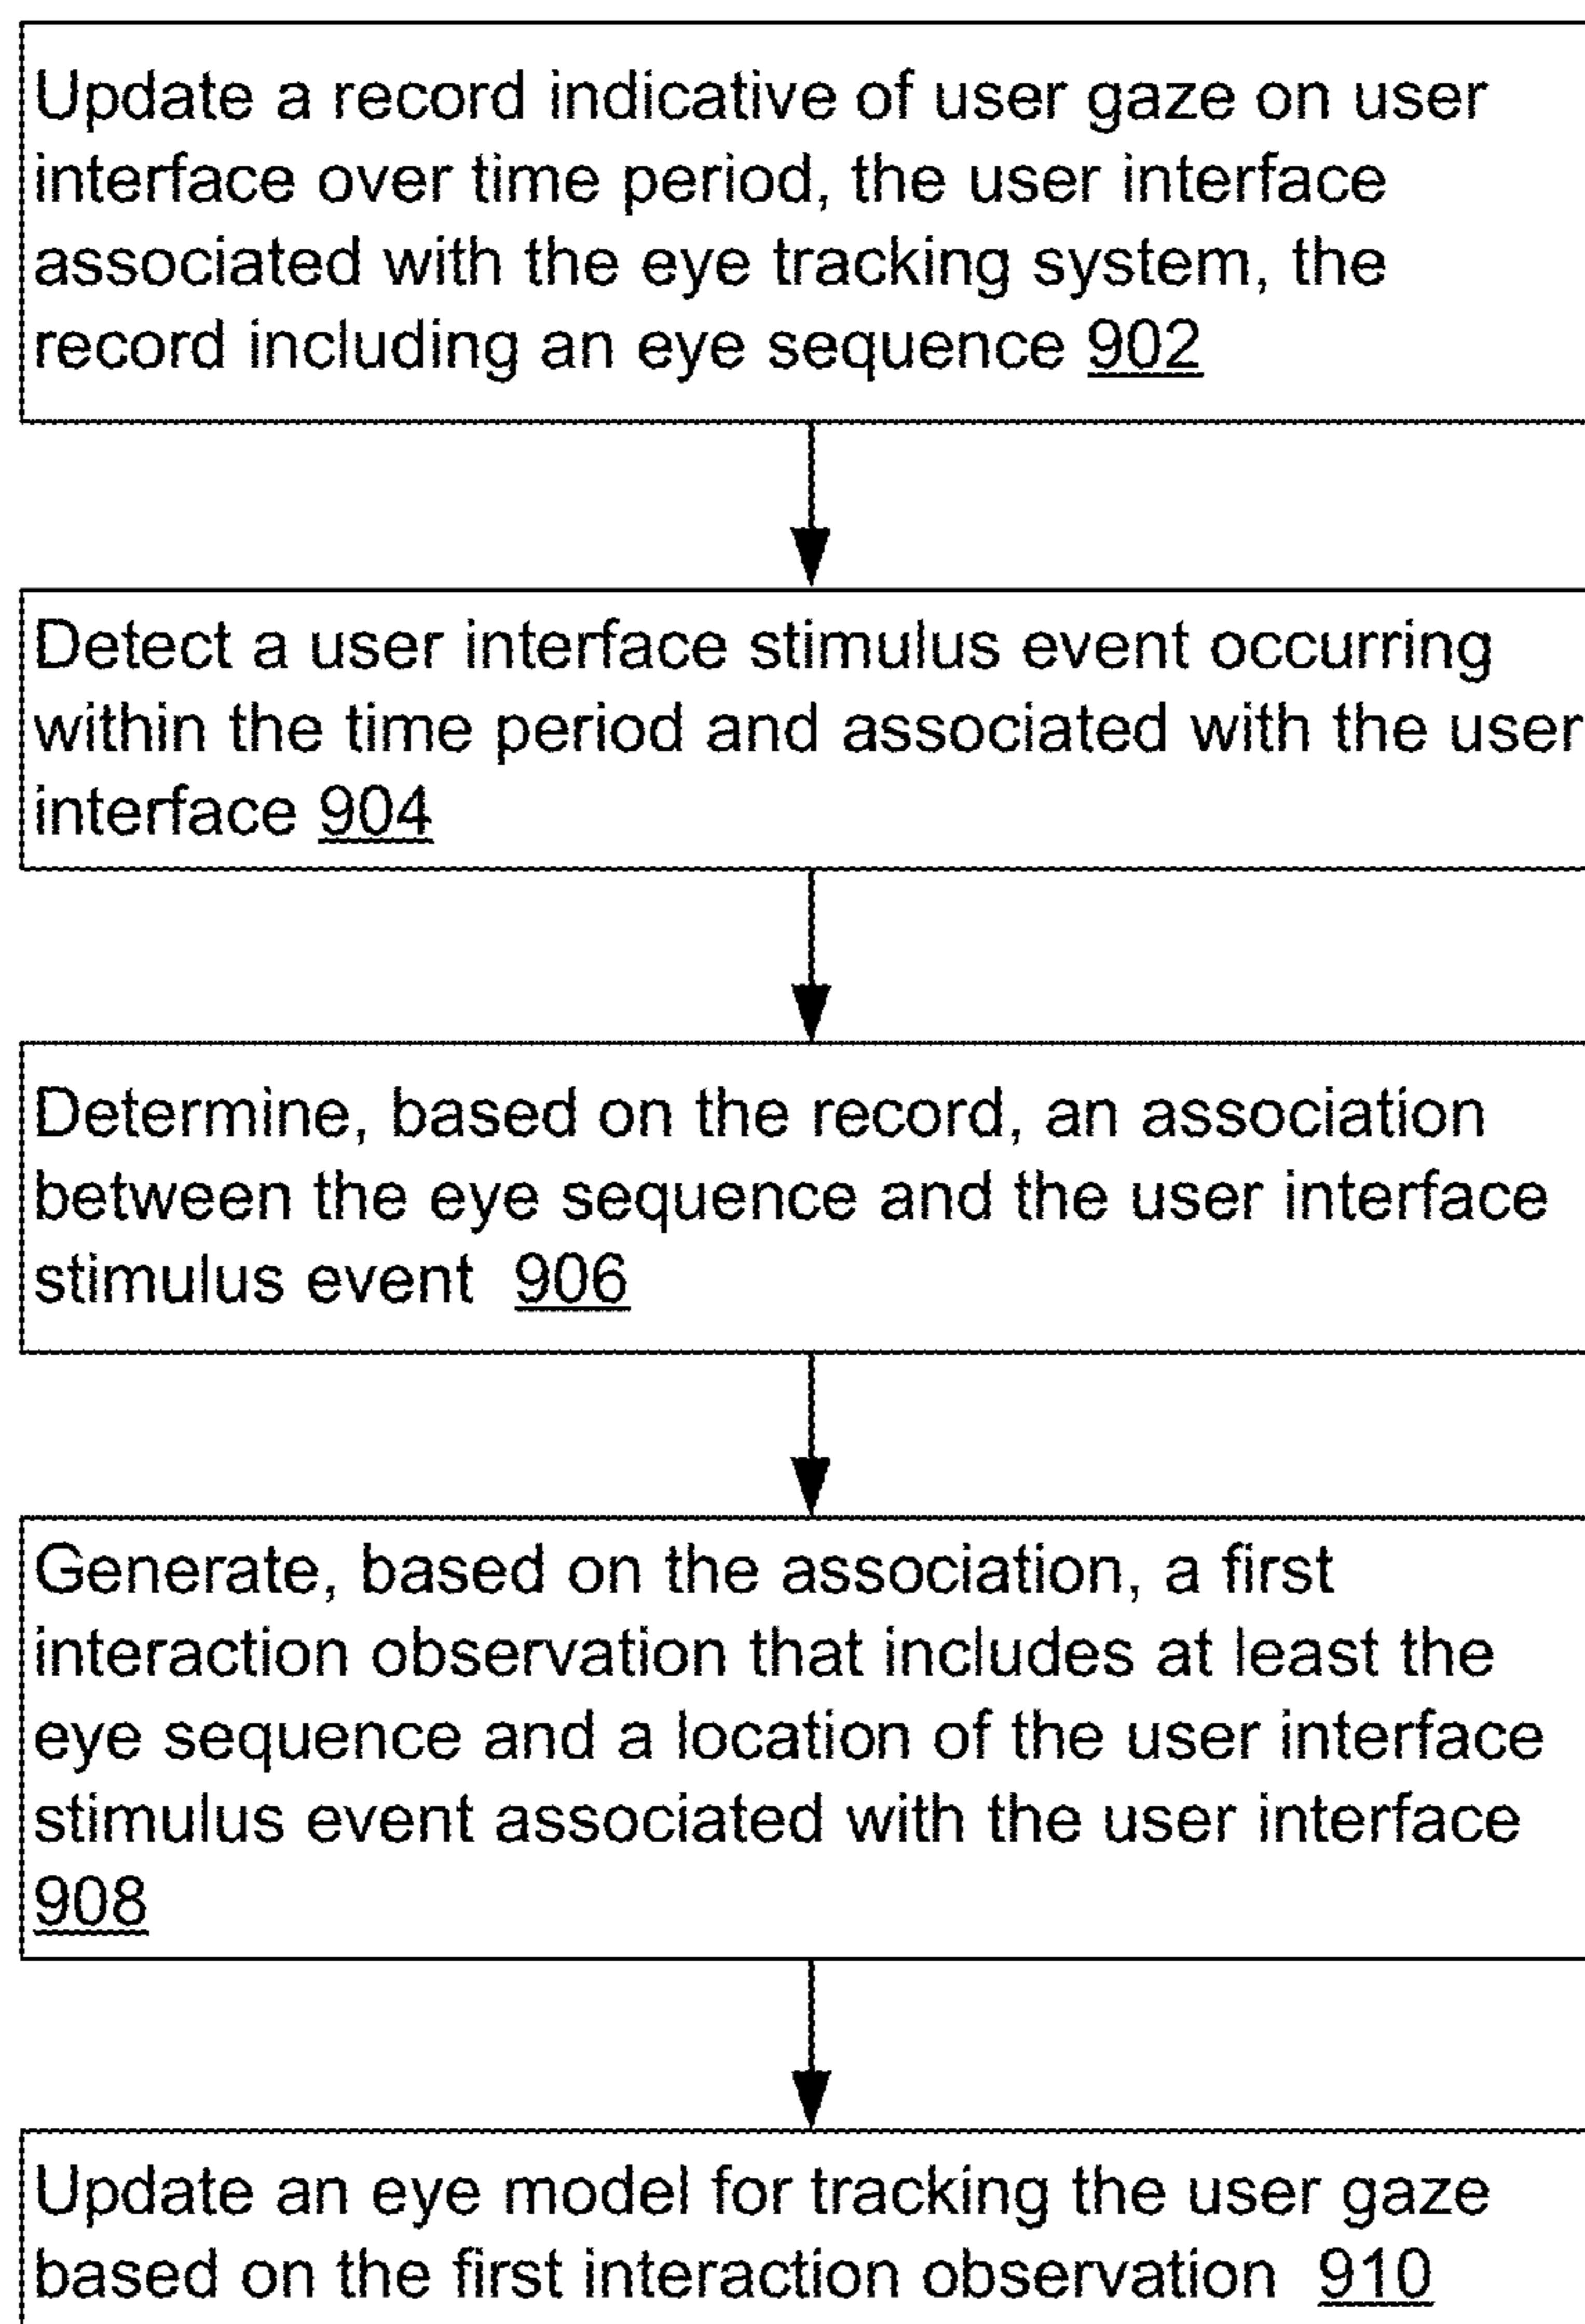 Update a record indicative of user gaze on user
interface over time period, the user interface
associated with the eye tracking system, the
record including an eye sequence 902
Detect a user interface stimulus event occurring
within the time period and associated with the user
interface 904
Determine, based on the record, an association
between the eye sequence and the user interface
stimulus event 906
Generate, based on the association, a first
interaction observation that includes at least the
eye sequence and a location of the user interface
stimulus event associated with the user interface
908
Update an eye model for tracking the user gaze
based on the first interaction observation 910